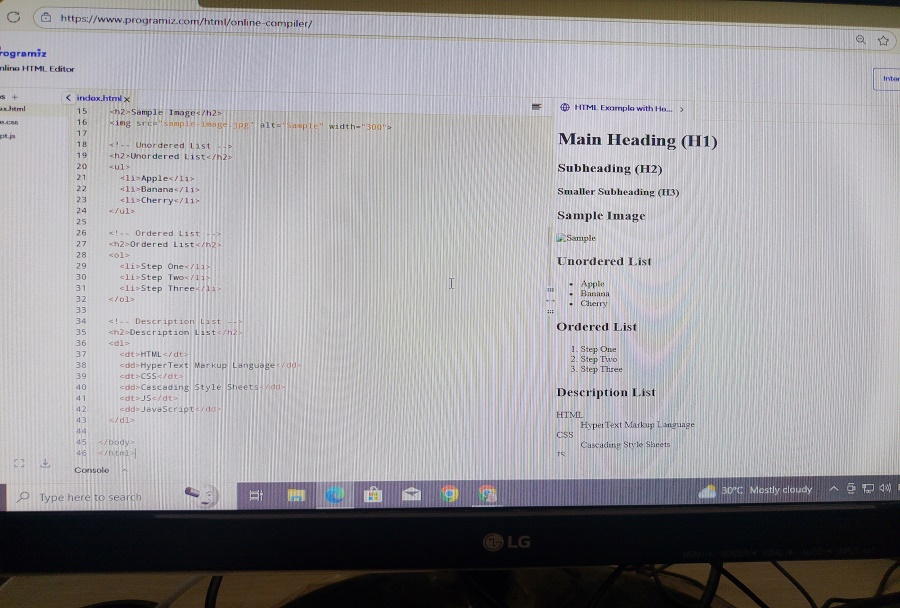 https://www.programiz.com/html/online-compiler/
rogramiz
nline HTML Editor
index.html x
15 <h2>Sample Image</h2>
16 <img src="sample-image.jpg" alt="Sample" width="300">
17
18 <!-- Unordered List -->
19 <h2>Unordered List</h2>
20 <ul>
21 <li>Apple</li>
22 <li>Banana</li>
23 <li>Cherry</li>
24 </ul>
25
26 <!-- Ordered List -->
27 <h2>Ordered List</h2>
28 <ol>
29 <li>Step One</li>
30 <li>Step Two</li>
31 <li>Step Three</li>
32 </ol>
33
34 <!-- Description List -->
35 <h2>Description List</h2>
36 <dl>
37 <dt>HTML</dt>
38 <dd>HyperText Markup Language</dd>
39 <dt>CSS</dt>
40 <dd>Cascading Style Sheets</dd>
41 <dt>JS</dt>
42 <dd>JavaScript</dd>
43 </dl>
44
45 </body>
46 </html>
Console
HTML Example with He...
Main Heading (H1)
Subheading (H2)
Smaller Subheading (H3)
Sample Image
Sample
Unordered List
• Apple
• Banana
• Cherry
Ordered List
1. Step One
2. Step Two
3. Step Three
Description List
HTML
HyperText Markup Language
CSS
Cascading Style Sheets
JS
Type here to search
30°C Mostly cloudy
LG